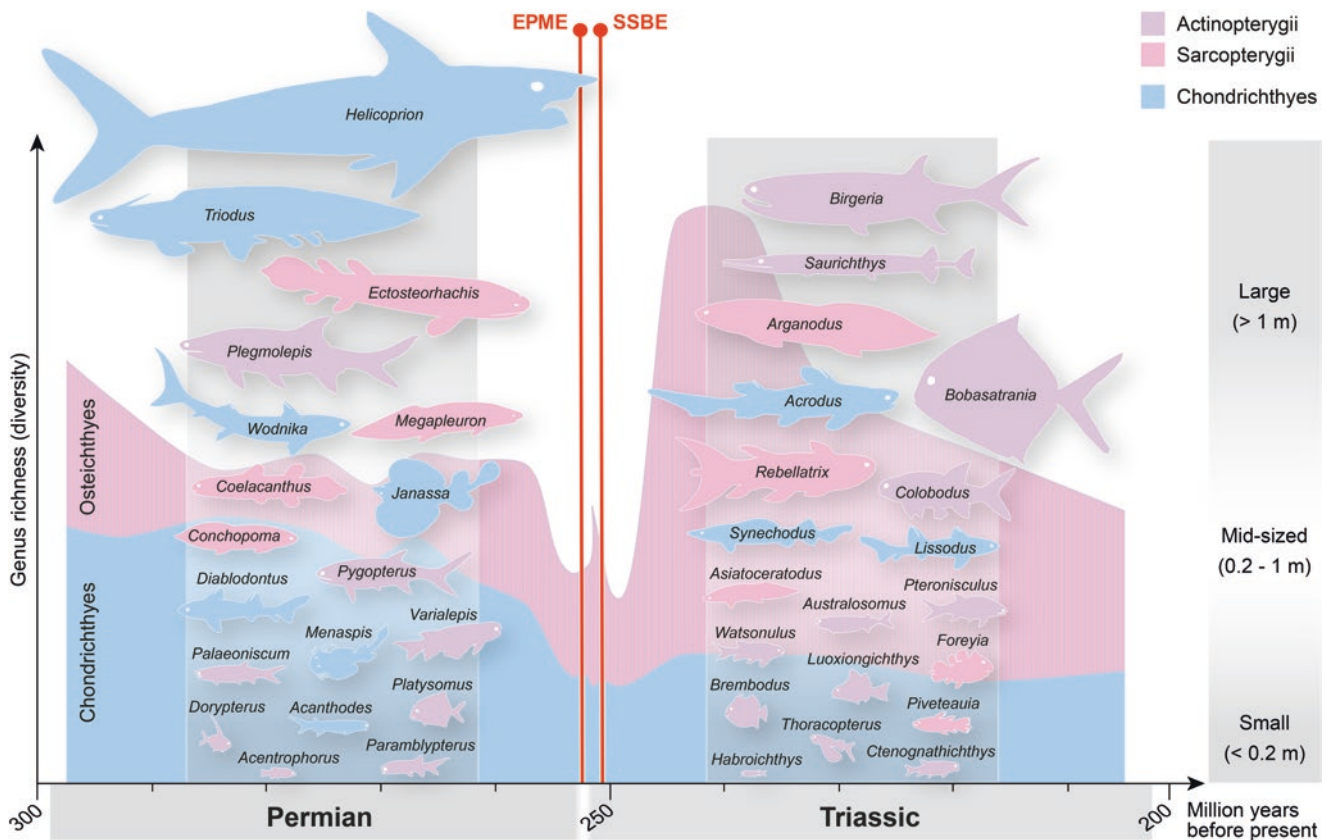 EPME SSBE
Actinopterygii
Sarcopterygii
Chondrichthyes
Genus richness (diversity)
Osteichthyes
Chondrichthyes
Helicoprion
Triodus
Ectosteorhachis
Plegmolepis
Wodnika
Megapleuron
Coelacanthus
Janassa
Conchopoma
Diablodontus
Pygopterus
Menaspis
Varialepis
Palaeoniscum
Platysomus
Dorypterus
Acanthodes
Acentrophorus
Paramblypterus
Birgeria
Saurichthys
Arganodus
Acrodus
Bobasatrania
Rebellatrix
Colobodus
Synechodus
Lissodus
Asiatoceratodus
Pteronisculus
Australosomus
Watsonulus
Foreyia
Luoxiongichthys
Brembodus
Piveteauia
Thoracopterus
Habroichthys
Ctenognathichthys
Large
(> 1 m)
Mid-sized
(0.2 - 1 m)
Small
(< 0.2 m)
300
Permian
250
Triassic
200
Million years
before present